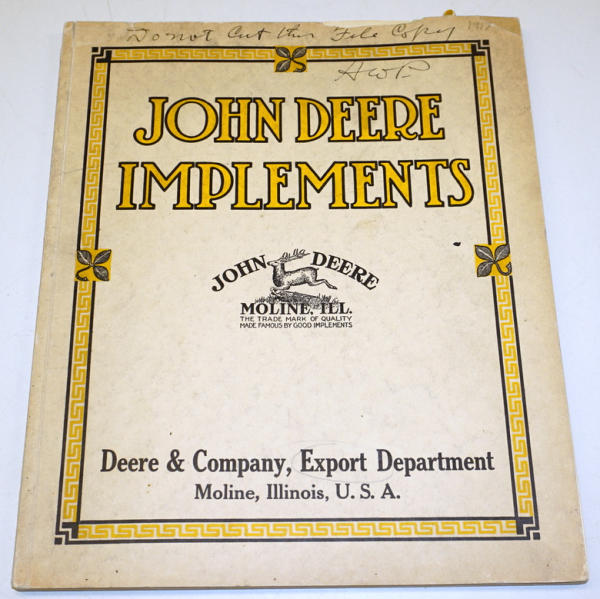 Do not Cut this File Copy
JOHN DEERE
IMPLEMENTS
JOHN DEERE
MOLINE, ILL.
THE TRADE MARK OF QUALITY
MADE FAMOUS BY GOOD IMPLEMENTS
Deere & Company, Export Department
Moline, Illinois, U. S. A.